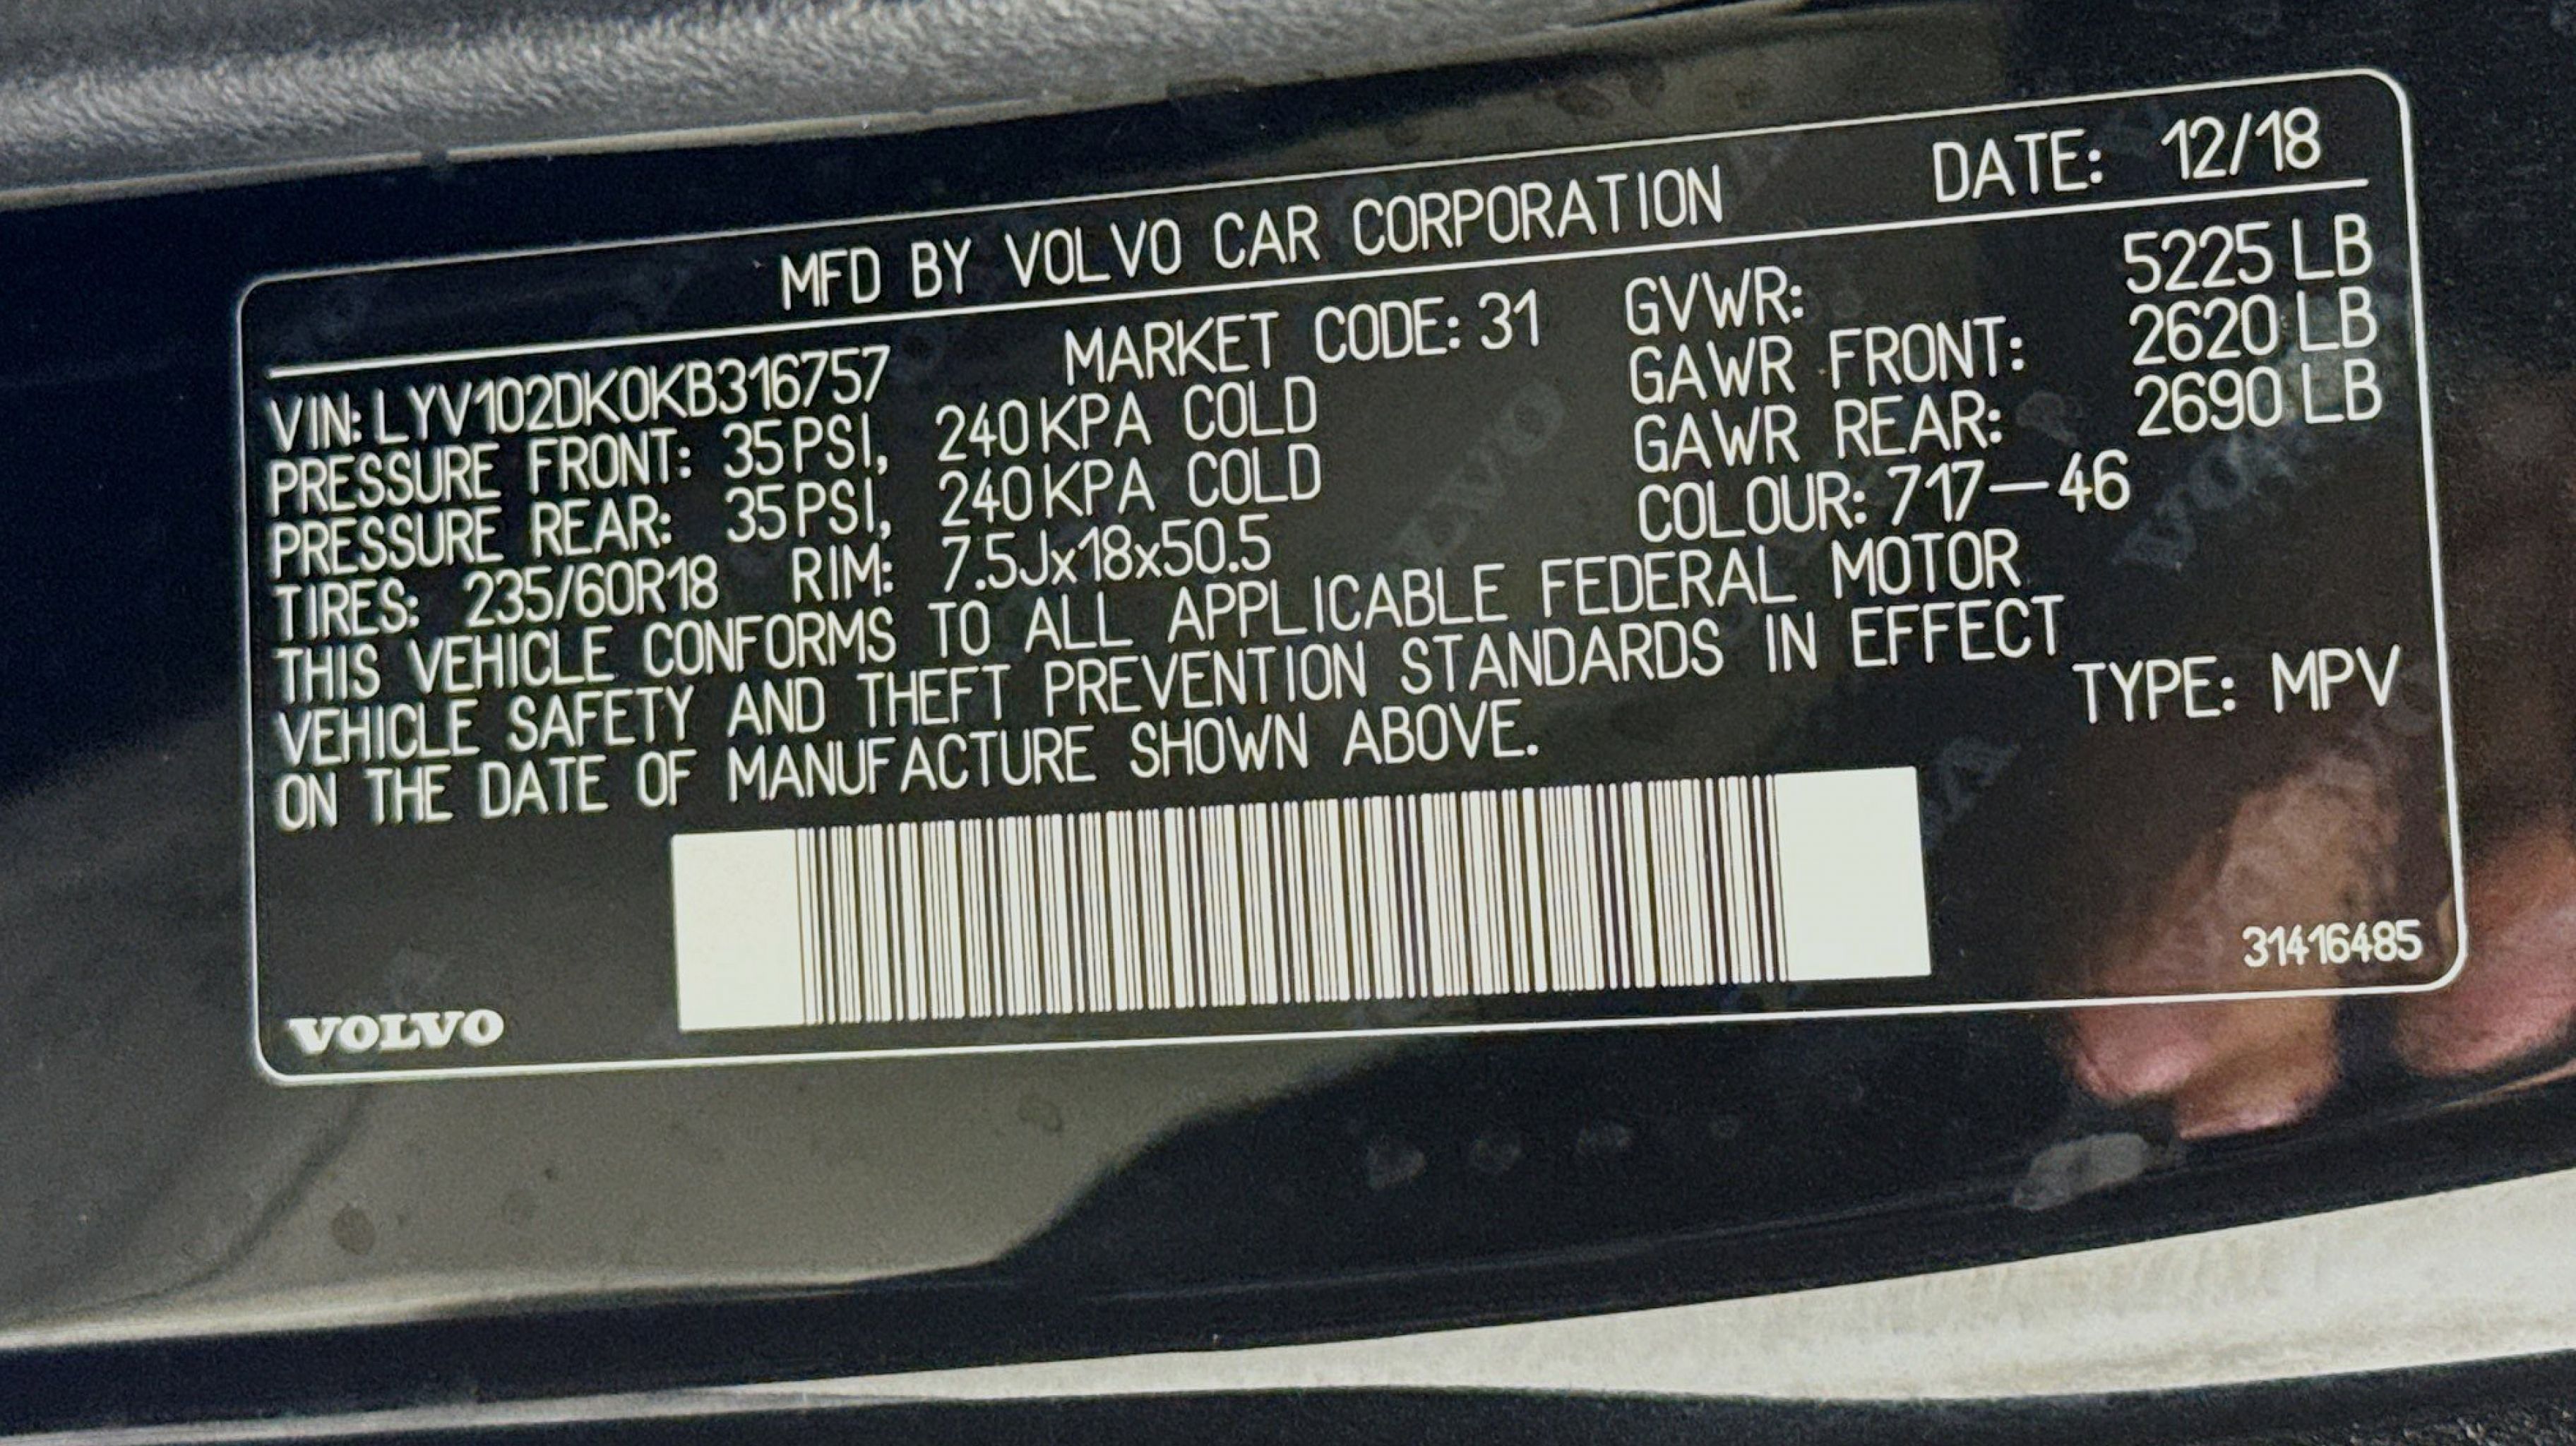 MFD BY VOLVO CAR CORPORATION DATE: 12/18
VIN: LYV102DK0KB316757 MARKET CODE: 31 GVWR: 5225 LB
PRESSURE FRONT: 35 PSI, 240 KPA COLD GAWR FRONT: 2620 LB
PRESSURE REAR: 35 PSI, 240 KPA COLD GAWR REAR: 2690 LB
TIRES: 235/60R18 RIM: 7.5Jx18x50.5 COLOUR: 717-46
THIS VEHICLE CONFORMS TO ALL APPLICABLE FEDERAL MOTOR
VEHICLE SAFETY AND THEFT PREVENTION STANDARDS IN EFFECT
ON THE DATE OF MANUFACTURE SHOWN ABOVE. TYPE: MPV
31416485
VOLVO